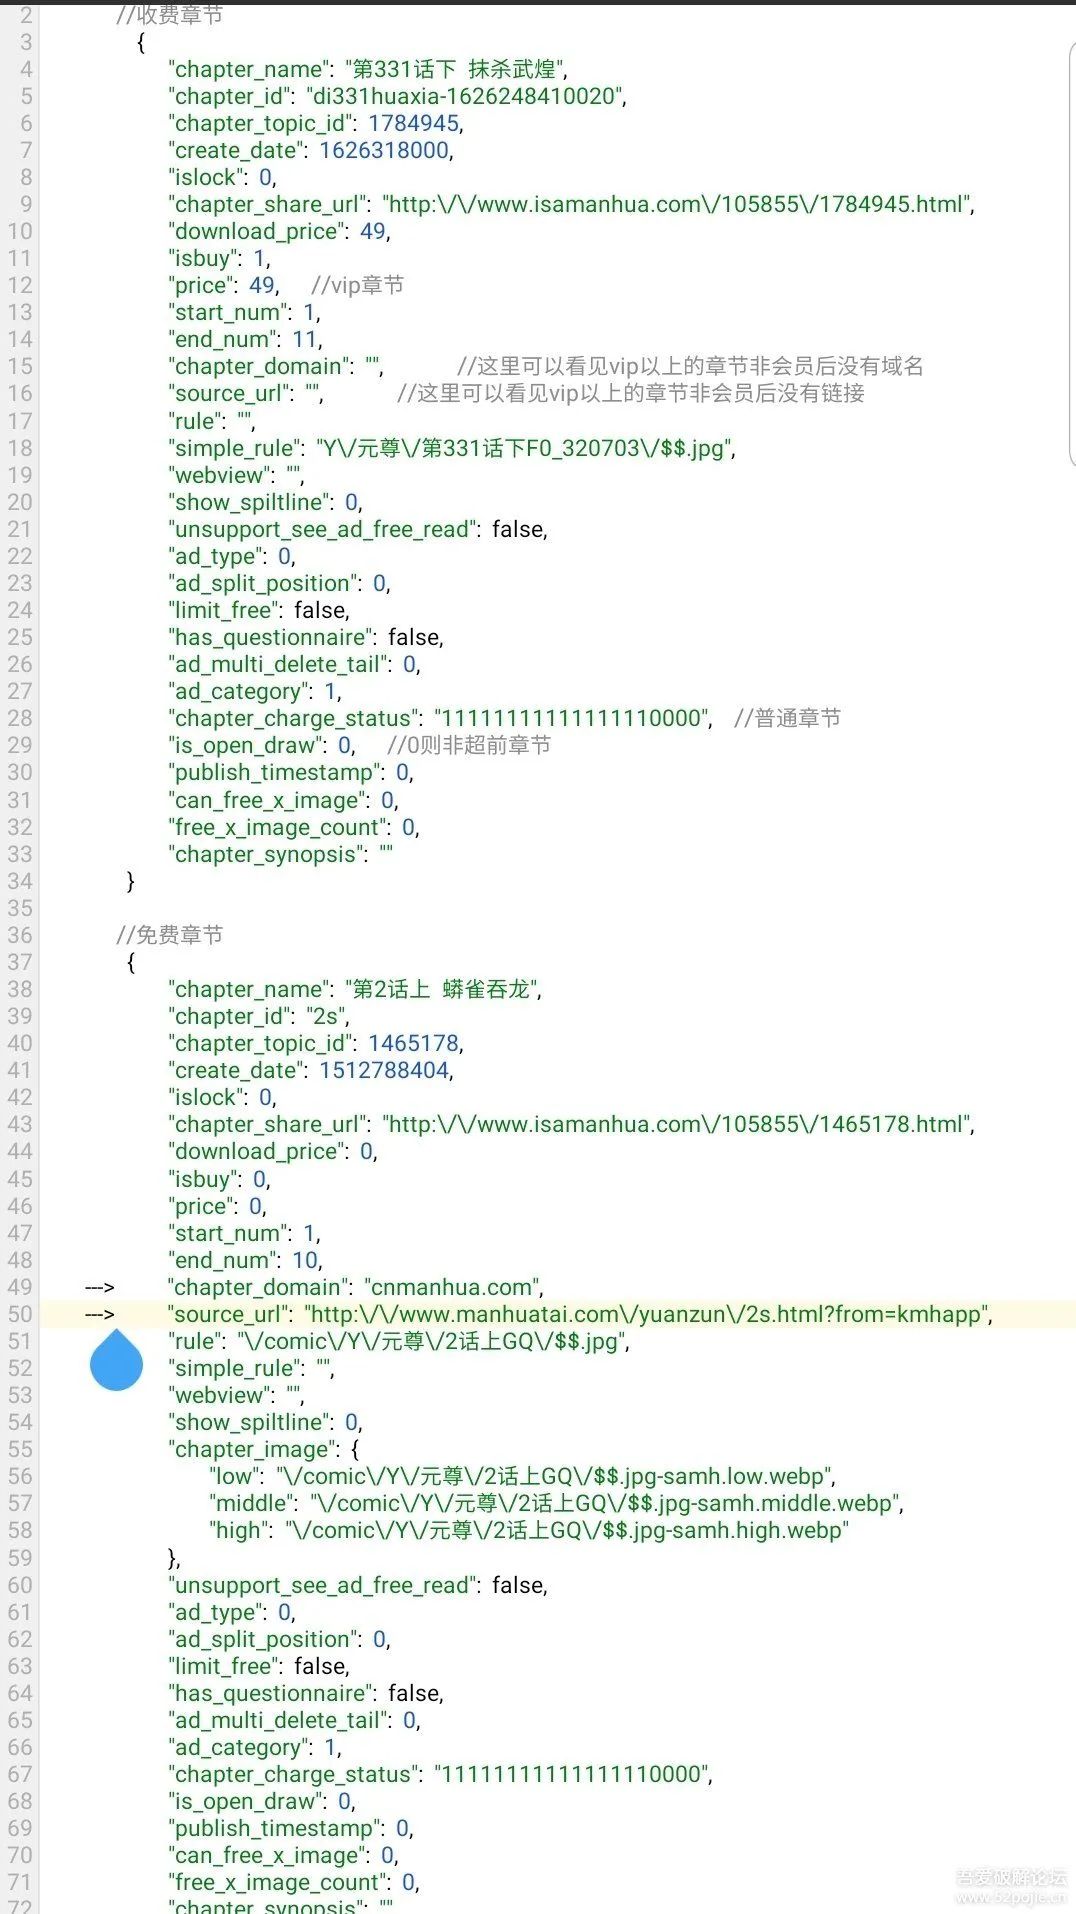 2 //收费章节
3 {
4 "chapter_name": "第331话下 抹杀武煌",
5 "chapter_id": "di331huaxia-1626248410020",
6 "chapter_topic_id": 1784945,
7 "create_date": 1626318000,
8 "islock": 0,
9 "chapter_share_url": "http:\/\/www.isamanhua.com\/105855\/1784945.html",
10 "download_price": 49,
11 "isbuy": 1,
12 "price": 49, //vip章节
13 "start_num": 1,
14 "end_num": 11,
15 "chapter_domain": "", //这里可以看见vip以上的章节非会员后没有域名
16 "source_url": "", //这里可以看见vip以上的章节非会员后没有链接
17 "rule": "",
18 "simple_rule": "Y\/元尊\/第331话下F0_320703\/$$.jpg",
19 "webview": "",
20 "show_spiltline": 0,
21 "unsupport_see_ad_free_read": false,
22 "ad_type": 0,
23 "ad_split_position": 0,
24 "limit_free": false,
25 "has_questionnaire": false,
26 "ad_multi_delete_tail": 0,
27 "ad_category": 1,
28 "chapter_charge_status": "11111111111111110000", //普通章节
29 "is_open_draw": 0, //0则非超前章节
30 "publish_timestamp": 0,
31 "can_free_x_image": 0,
32 "free_x_image_count": 0,
33 "chapter_synopsis": ""
34 }
35
36 //免费章节
37 {
38 "chapter_name": "第2话上 蟒雀吞龙",
39 "chapter_id": "2s",
40 "chapter_topic_id": 1465178,
41 "create_date": 1512788404,
42 "islock": 0,
43 "chapter_share_url": "http:\/\/www.isamanhua.com\/105855\/1465178.html",
44 "download_price": 0,
45 "isbuy": 0,
46 "price": 0,
47 "start_num": 1,
48 "end_num": 10,
49 ---> "chapter_domain": "cnmanhua.com",
50 ---> "source_url": "http:\/\/www.manhuatai.com\/yuanzun\/2s.html?from=kmhapp",
51 "rule": "\/comic\/Y\/元尊\/2话上GQ\/$$.jpg",
52 "simple_rule": "",
53 "webview": "",
54 "show_spiltline": 0,
55 "chapter_image": {
56 "low": "\/comic\/Y\/元尊\/2话上GQ\/$$.jpg-samh.low.webp",
57 "middle": "\/comic\/Y\/元尊\/2话上GQ\/$$.jpg-samh.middle.webp",
58 "high": "\/comic\/Y\/元尊\/2话上GQ\/$$.jpg-samh.high.webp"
59 },
60 "unsupport_see_ad_free_read": false,
61 "ad_type": 0,
62 "ad_split_position": 0,
63 "limit_free": false,
64 "has_questionnaire": false,
65 "ad_multi_delete_tail": 0,
66 "ad_category": 1,
67 "chapter_charge_status": "11111111111111110000",
68 "is_open_draw": 0,
69 "publish_timestamp": 0,
70 "can_free_x_image": 0,
71 "free_x_image_count": 0,
72 "chapter_synopsis": ""
吾爱破解论坛
www.52pojie.cn